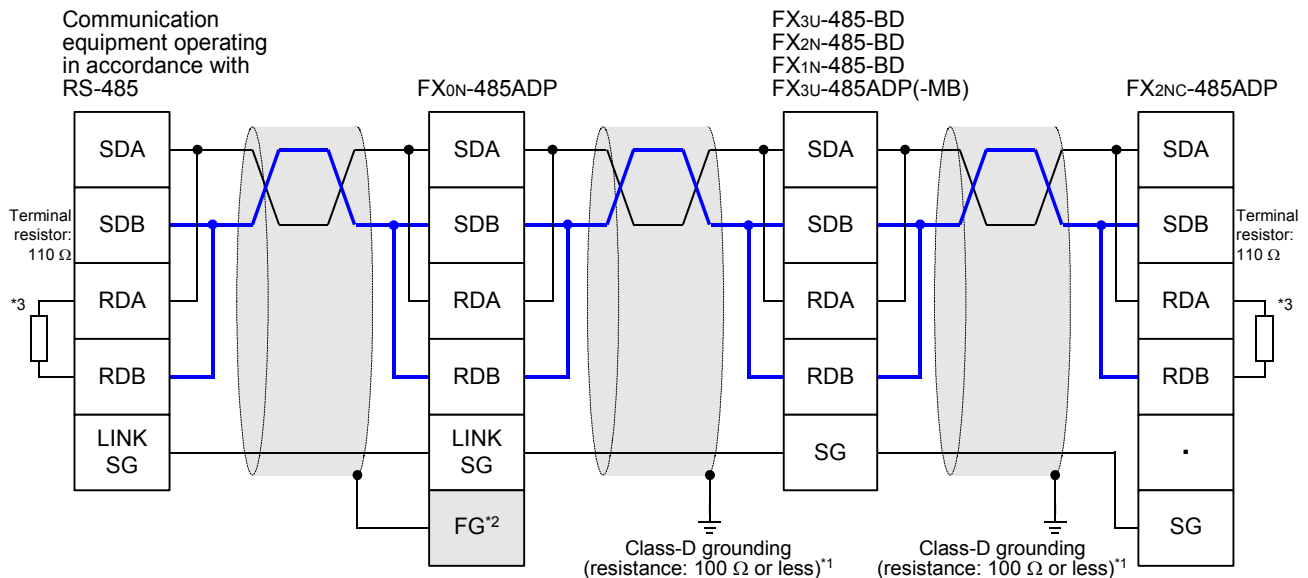 Communication
equipment operating
in accordance with
RS-485
FX0N-485ADP
FX3U-485-BD
FX2N-485-BD
FX1N-485-BD
FX3U-485ADP(-MB)
FX2NC-485ADP
Terminal
resistor:
110 Ω
*3
SDA
SDB
RDA
RDB
LINK
SG
SDA
SDB
RDA
RDB
LINK
SG
FG*2
SDA
SDB
RDA
RDB
SG
SDA
SDB
RDA
RDB
.
SG
Terminal
resistor:
110 Ω
*3
Class-D grounding
(resistance: 100 Ω or less)*1
Class-D grounding
(resistance: 100 Ω or less)*1